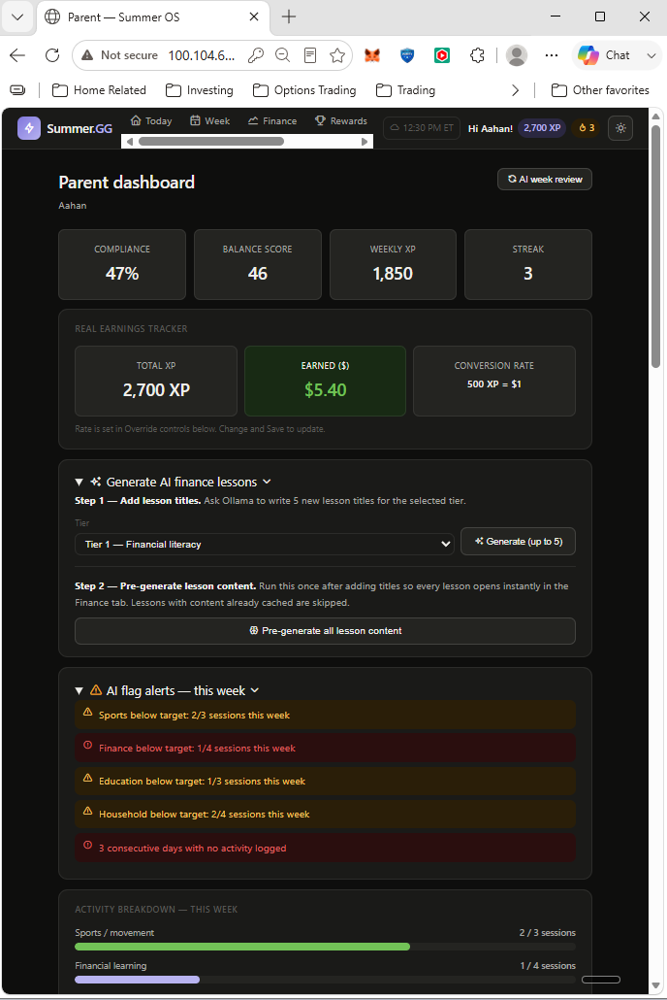 Parent — Summer OS
Not secure 100.104.6... Chat
Home Related Investing Options Trading Trading Other favorites
Summer.GG Today Week Finance Rewards 12:30 PM ET Hi Aahan! 2,700 XP 3
Parent dashboard
AI week review
Aahan
COMPLIANCE BALANCE SCORE WEEKLY XP STREAK
47% 46 1,850 3
REAL EARNINGS TRACKER
TOTAL XP EARNED ($) CONVERSION RATE
2,700 XP $5.40 500 XP = $1
Rate is set in Override controls below. Change and Save to update.
Generate AI finance lessons
Step 1 — Add lesson titles. Ask Ollama to write 5 new lesson titles for the selected tier.
Tier
Tier 1 — Financial literacy Generate (up to 5)
Step 2 — Pre-generate lesson content. Run this once after adding titles so every lesson opens instantly in the
Finance tab. Lessons with content already cached are skipped.
Pre-generate all lesson content
AI flag alerts — this week
Sports below target: 2/3 sessions this week
Finance below target: 1/4 sessions this week
Education below target: 1/3 sessions this week
Household below target: 2/4 sessions this week
3 consecutive days with no activity logged
ACTIVITY BREAKDOWN — THIS WEEK
Sports / movement 2 / 3 sessions
Financial learning 1 / 4 sessions